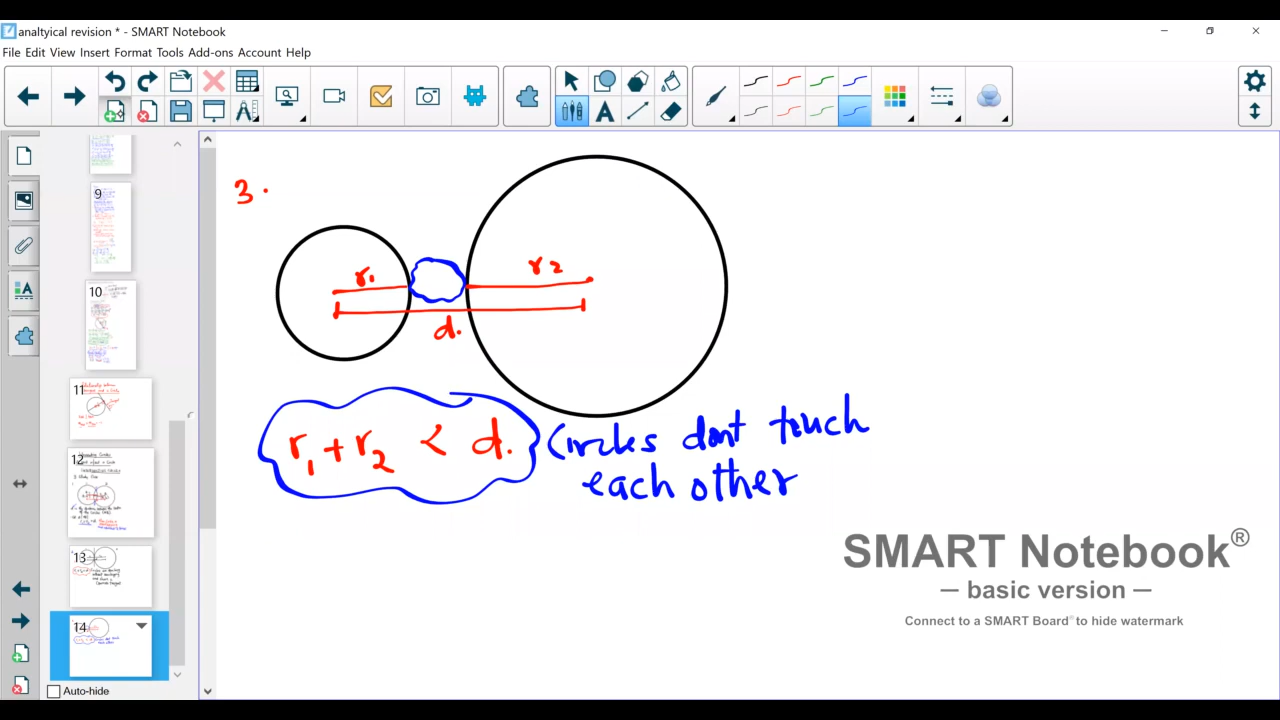 analtyical revision * - SMART Notebook
File Edit View Insert Format Tools Add-ons Account Help
9
10
11
12
13
14
Auto-hide
3.
r1
r2
d.
r1 + r2 < d.
Circles dont touch
each other
SMART Notebook®
— basic version —
Connect to a SMART Board® to hide watermark